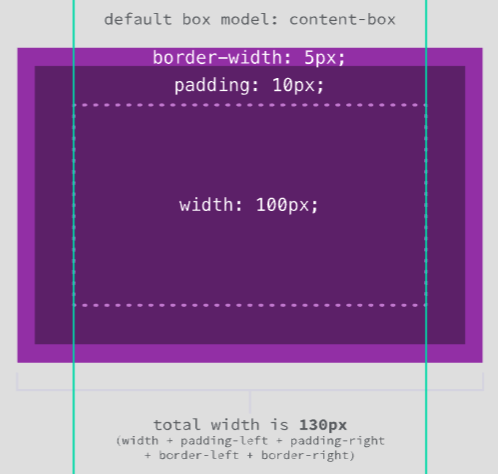 default box model: content-box
border-width: 5px;
padding: 10px;
width: 100px;
total width is 130px
(width + padding-left + padding-right
+ border-left + border-right)